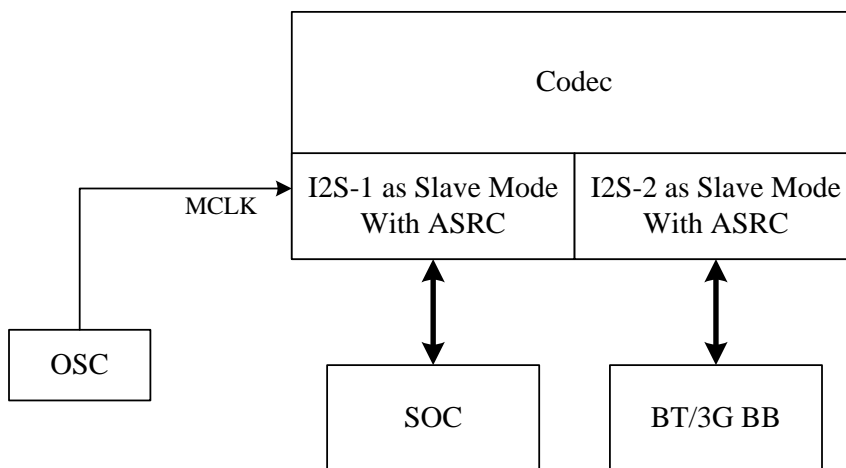 Codec
I2S-1 as Slave Mode
With ASRC
I2S-2 as Slave Mode
With ASRC
MCLK
OSC
SOC
BT/3G BB